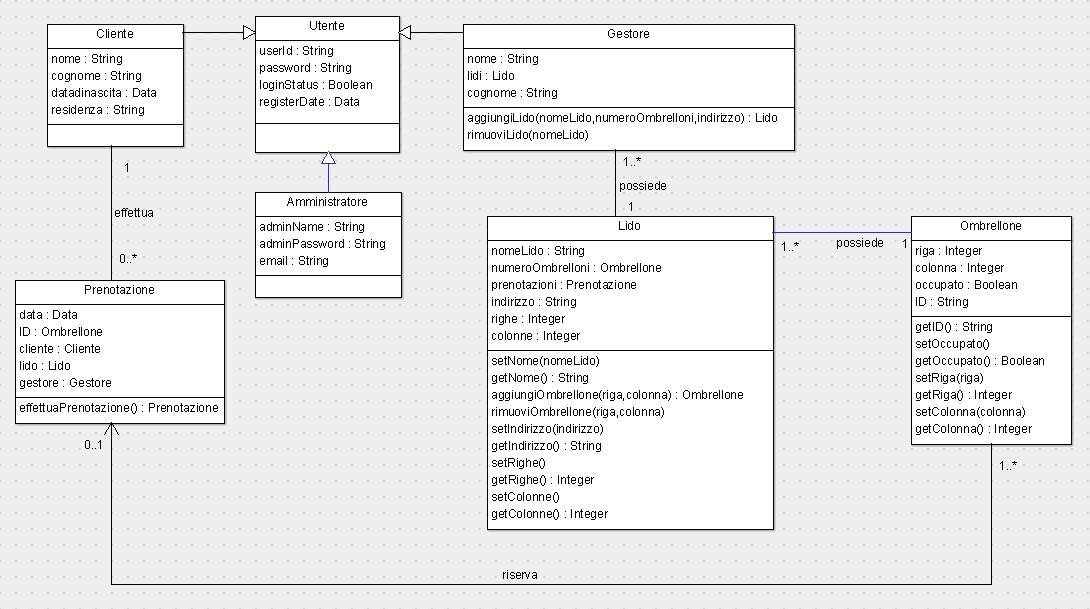 Cliente
nome : String
cognome : String
datadinascita : Data
residenza : String
Utente
userId : String
password : String
loginStatus : Boolean
registerDate : Data
Gestore
nome : String
lidi : Lido
cognome : String
aggiungiLido(nomeLido,numeroOmbrelloni,indirizzo) : Lido
rimuoviLido(nomeLido)
1
effettua
0..*
Amministratore
adminName : String
adminPassword : String
email : String
1..*
possiede
1
Prenotazione
data : Data
ID : Ombrellone
cliente : Cliente
lido : Lido
gestore : Gestore
effettuaPrenotazione() : Prenotazione
Lido
nomeLido : String
numeroOmbrelloni : Ombrellone
prenotazioni : Prenotazione
indirizzo : String
righe : Integer
colonne : Integer
setNome(nomeLido)
getNome() : String
aggiungiOmbrellone(riga,colonna) : Ombrellone
rimuoviOmbrellone(riga,colonna)
setIndirizzo(indirizzo)
getIndirizzo() : String
setRighe()
getRighe() : Integer
setColonne()
getColonne() : Integer
1..*
possiede
1
Ombrellone
riga : Integer
colonna : Integer
occupato : Boolean
ID : String
getID() : String
setOccupato()
getOccupato() : Boolean
setRiga(riga)
getRiga() : Integer
setColonna(colonna)
getColonna() : Integer
0..1
1..*
riserva